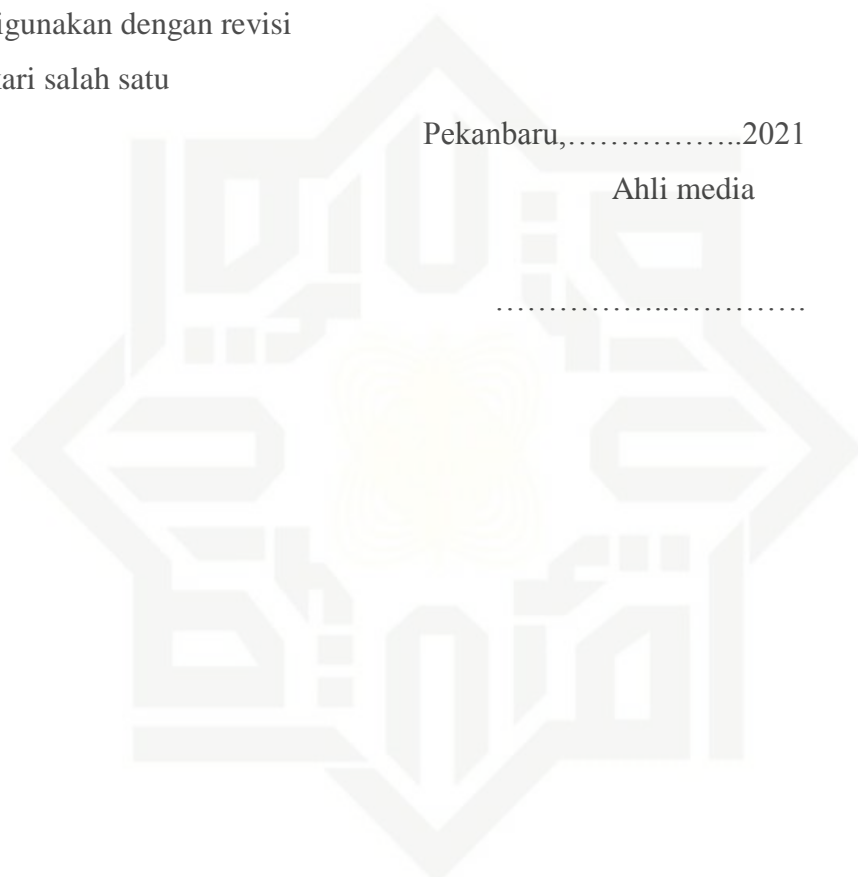 igunakan dengan revisi
ari salah satu
Pekanbaru,……………..2021
Ahli media
……………..………….